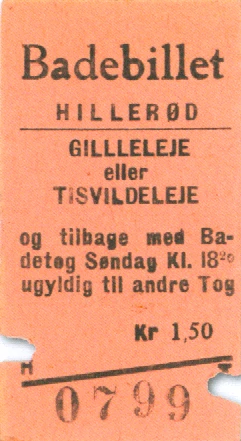 Badebillet
HILLERØD
GILLLELEJE
eller
TISVILDELEJE
og tilbage med Ba-
detog Søndag Kl. 18²⁰
ugyldig til andre Tog
Kr 1,50
H
0799